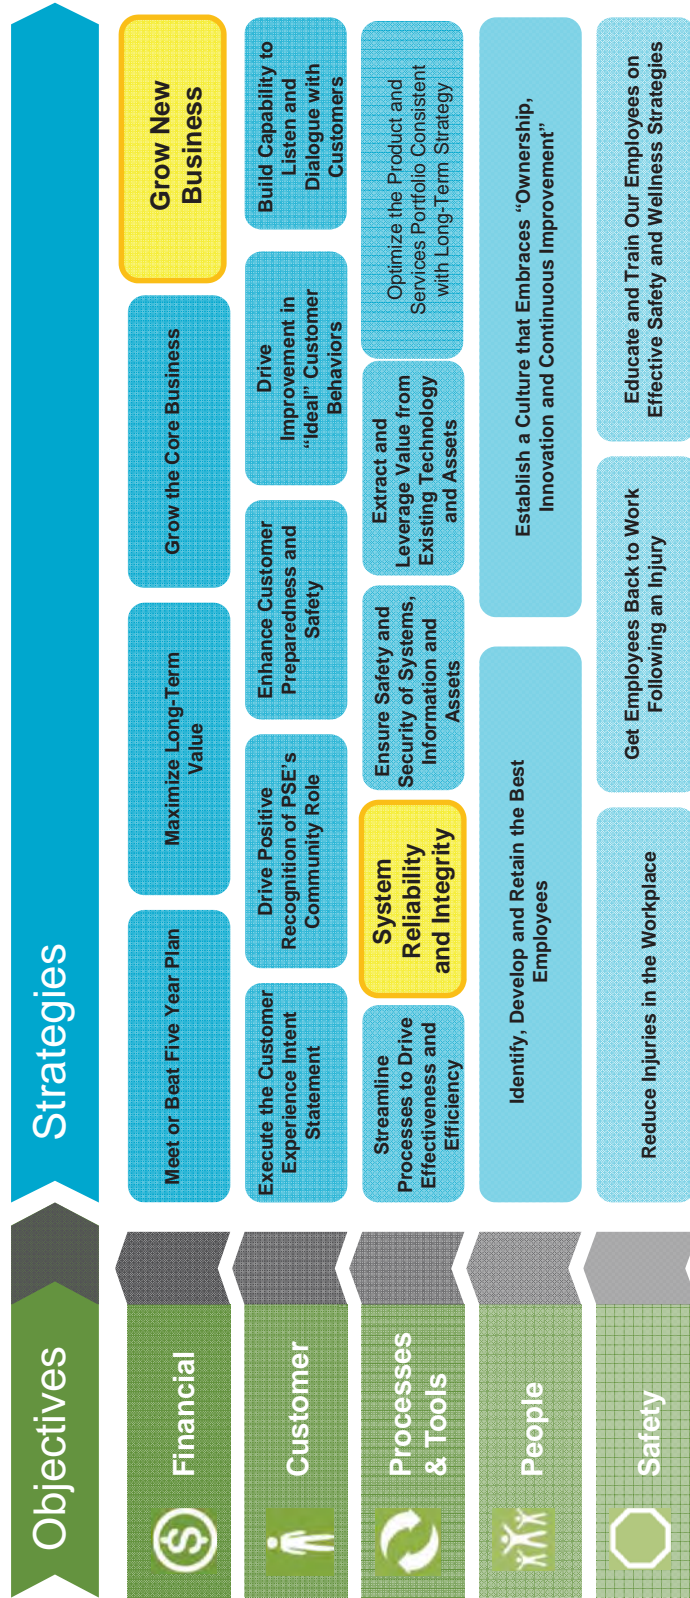 Objectives
Strategies
Financial
Meet or Beat Five Year Plan
Maximize Long-Term
Value
Grow the Core Business
Grow New
Business
Customer
Execute the Customer
Experience Intent
Statement
Drive Positive
Recognition of PSE's
Community Role
Enhance Customer
Preparedness and
Safety
Drive
Improvement in
“Ideal” Customer
Behaviors
Build Capability to
Listen and
Dialogue with
Customers
Processes
& Tools
Streamline
Processes to Drive
Effectiveness and
Efficiency
System
Reliability
and Integrity
Ensure Safety and
Security of Systems,
Information and
Assets
Extract and
Leverage Value from
Existing Technology
and Assets
Optimize the Product and
Services Portfolio Consistent
with Long-Term Strategy
People
Identify, Develop and Retain the Best
Employees
Establish a Culture that Embraces “Ownership,
Innovation and Continuous Improvement”
Safety
Reduce Injuries in the Workplace
Get Employees Back to Work
Following an Injury
Educate and Train Our Employees on
Effective Safety and Wellness Strategies